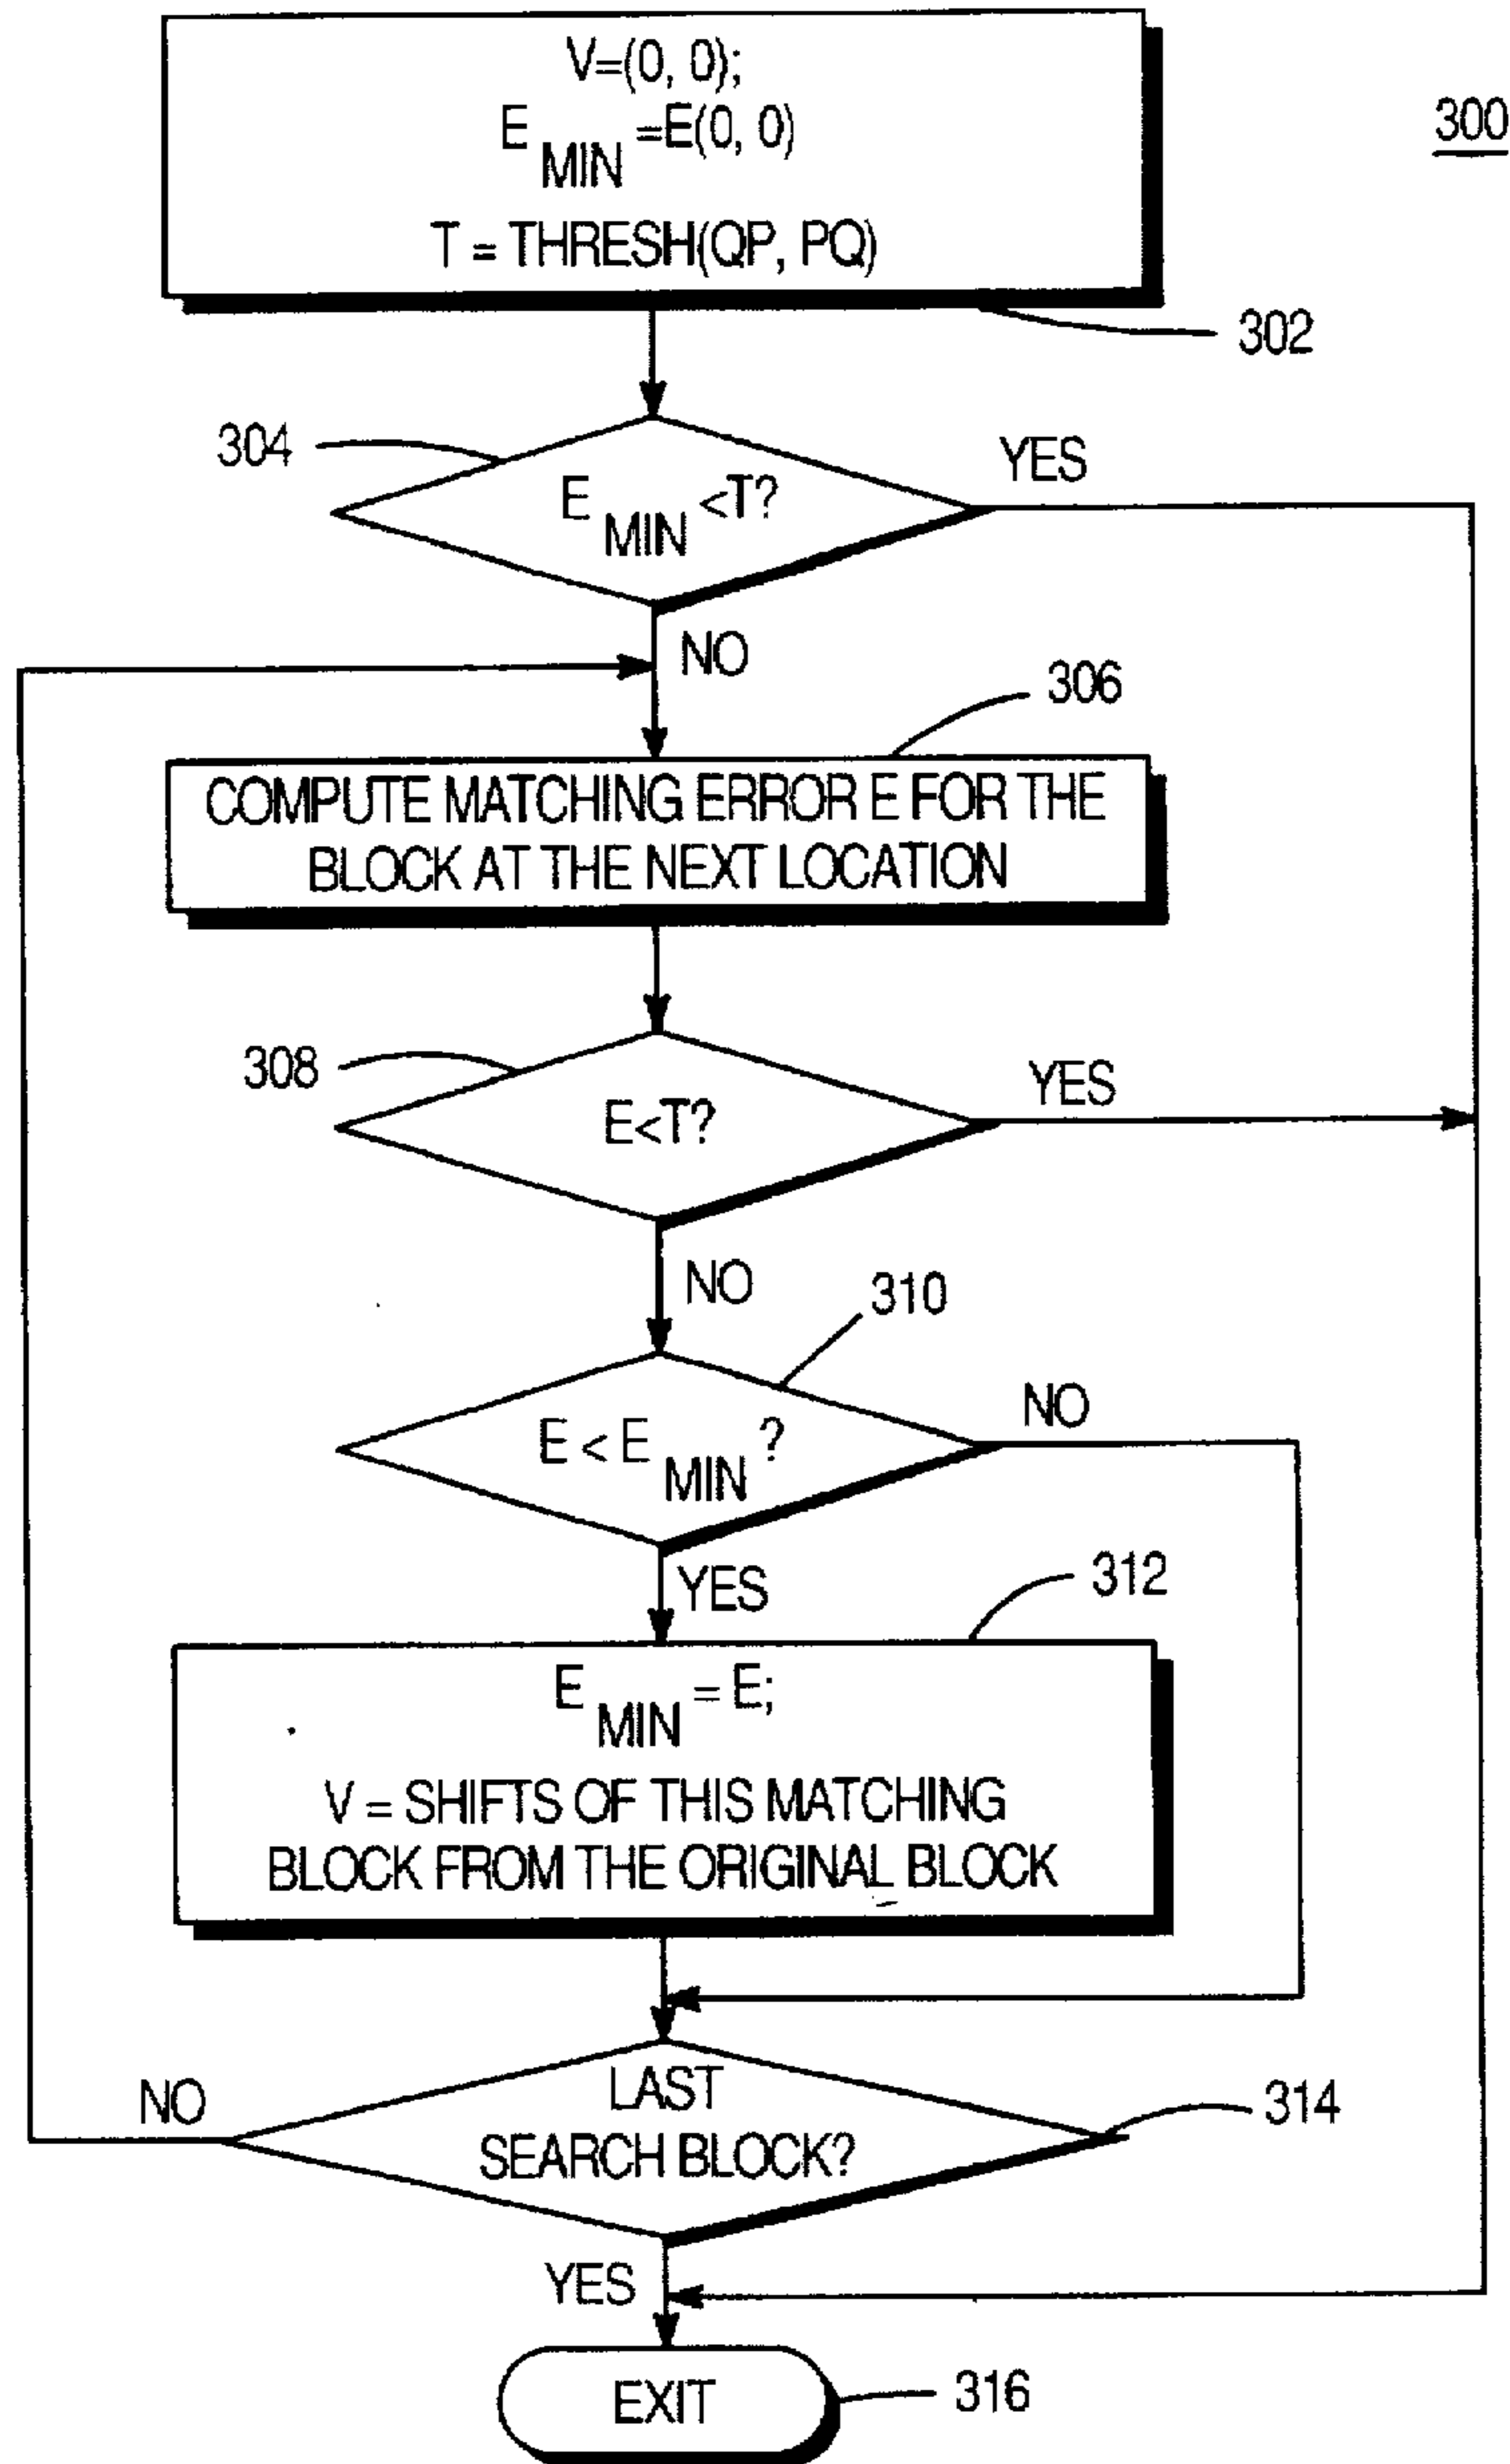 V=(0, 0);
E MIN =E(0, 0)
T = THRESH(QP, PQ)
300
302
304
E MIN <T?
YES
NO
306
COMPUTE MATCHING ERROR E FOR THE
BLOCK AT THE NEXT LOCATION
308
E<T?
YES
NO
310
E < E MIN ?
NO
YES
312
E MIN = E;
V = SHIFTS OF THIS MATCHING
BLOCK FROM THE ORIGINAL BLOCK
NO
LAST
SEARCH BLOCK?
314
YES
EXIT
316